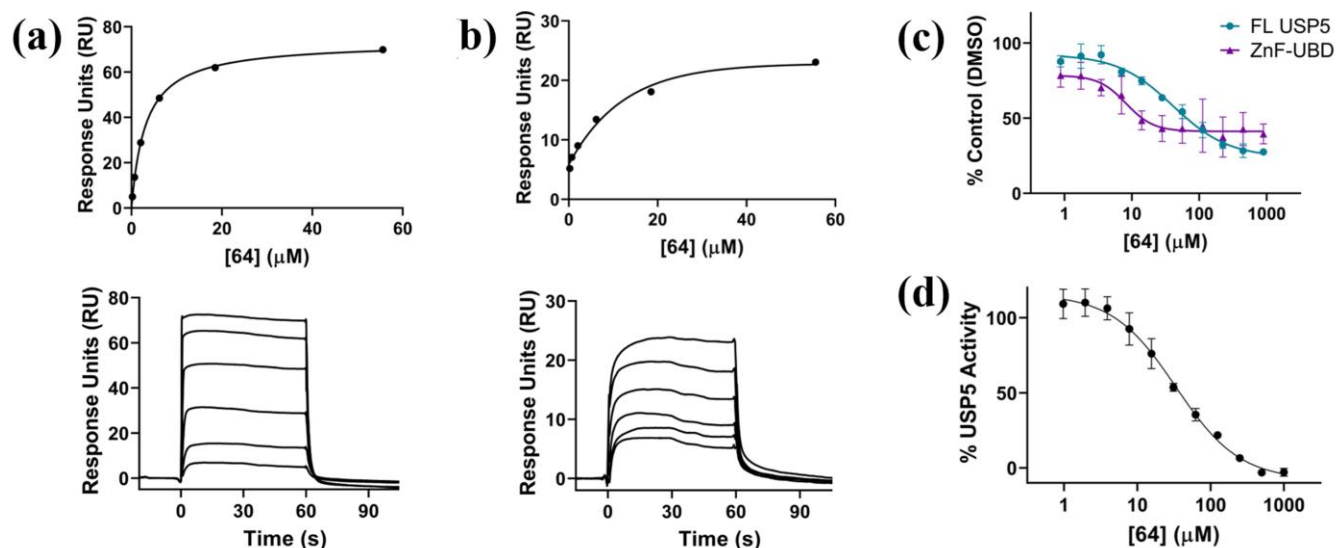 (a)
Response Units (RU)
80
60
40
20
0
0 20 40 60
[64] (μM)
Response Units (RU)
80
60
40
20
0
0 30 60 90
Time (s)
b)
Response Units (RU)
30
20
10
0
0 20 40 60
[64] (μM)
Response Units (RU)
30
20
10
0
0 30 60 90
Time (s)
(c)
FL USP5
ZnF-UBD
% Control (DMSO)
100
50
0
1 10 100 1000
[64] (μM)
(d)
% USP5 Activity
100
50
0
1 10 100 1000
[64] (μM)